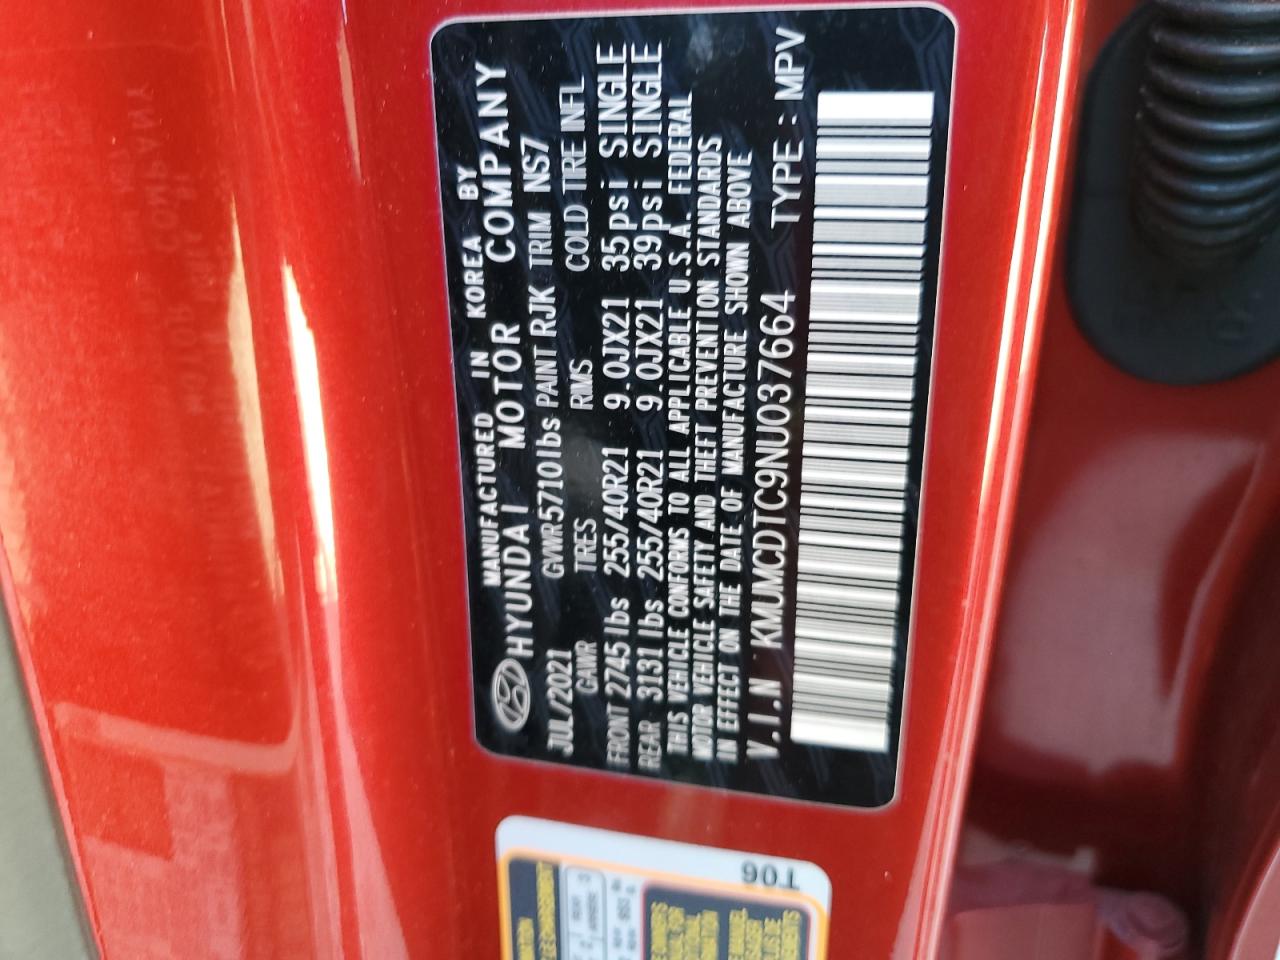 MANUFACTURED IN KOREA BY
HYUNDAI MOTOR COMPANY
JUL/2021 GVWR 5710lbs PAINT RJK TRIM NS7
GAWR TIRES RIMS COLD TIRE INFL
FRONT 2745 lbs 255/40R21 9.0JX21 35psi SINGLE
REAR 3131 lbs 255/40R21 9.0JX21 39psi SINGLE
THIS VEHICLE CONFORMS TO ALL APPLICABLE U.S.A. FEDERAL
MOTOR VEHICLE SAFETY AND THEFT PREVENTION STANDARDS
IN EFFECT ON THE DATE OF MANUFACTURE SHOWN ABOVE
V.I.N KMUMCDTC9NU037664 TYPE : MPV
T06